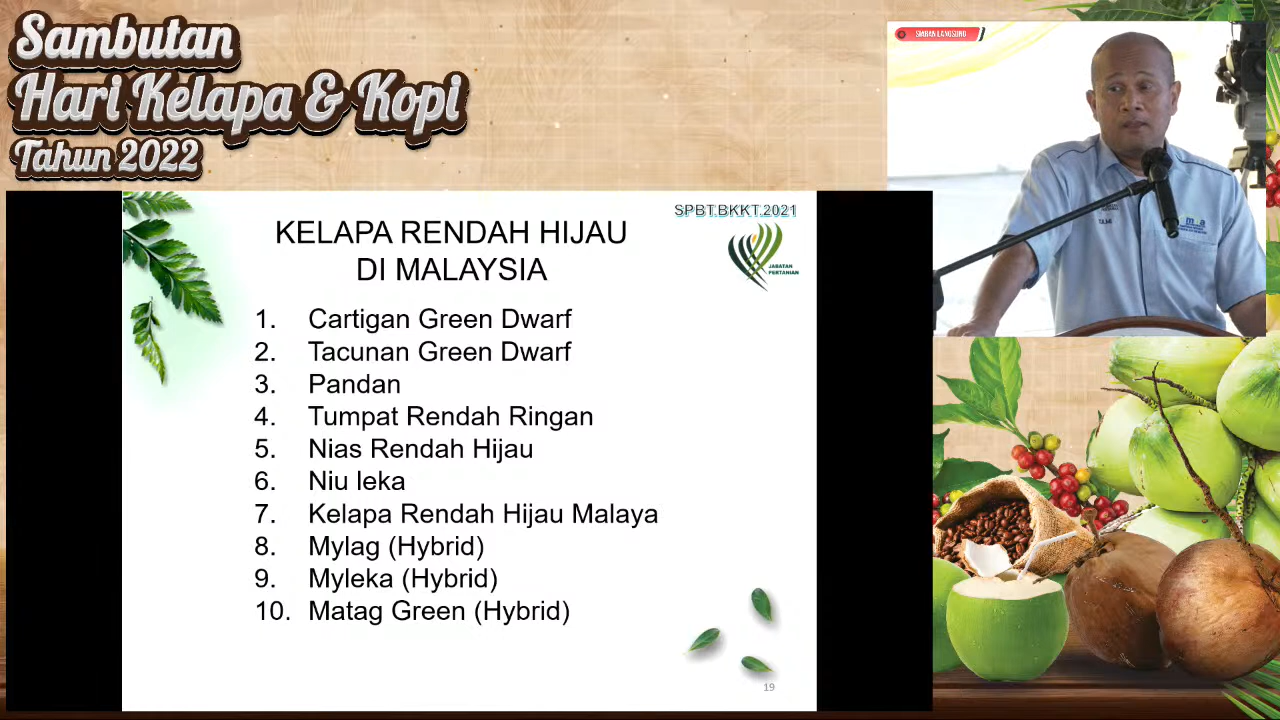 Sambutan
Hari Kelapa & Kopi
Tahun 2022
SIARAN LANGSUNG
SPBT.BKKT.2021
KELAPA RENDAH HIJAU
DI MALAYSIA
JABATAN
PERTANIAN
1. Cartigan Green Dwarf
2. Tacunan Green Dwarf
3. Pandan
4. Tumpat Rendah Ringan
5. Nias Rendah Hijau
6. Niu leka
7. Kelapa Rendah Hijau Malaya
8. Mylag (Hybrid)
9. Myleka (Hybrid)
10. Matag Green (Hybrid)
19